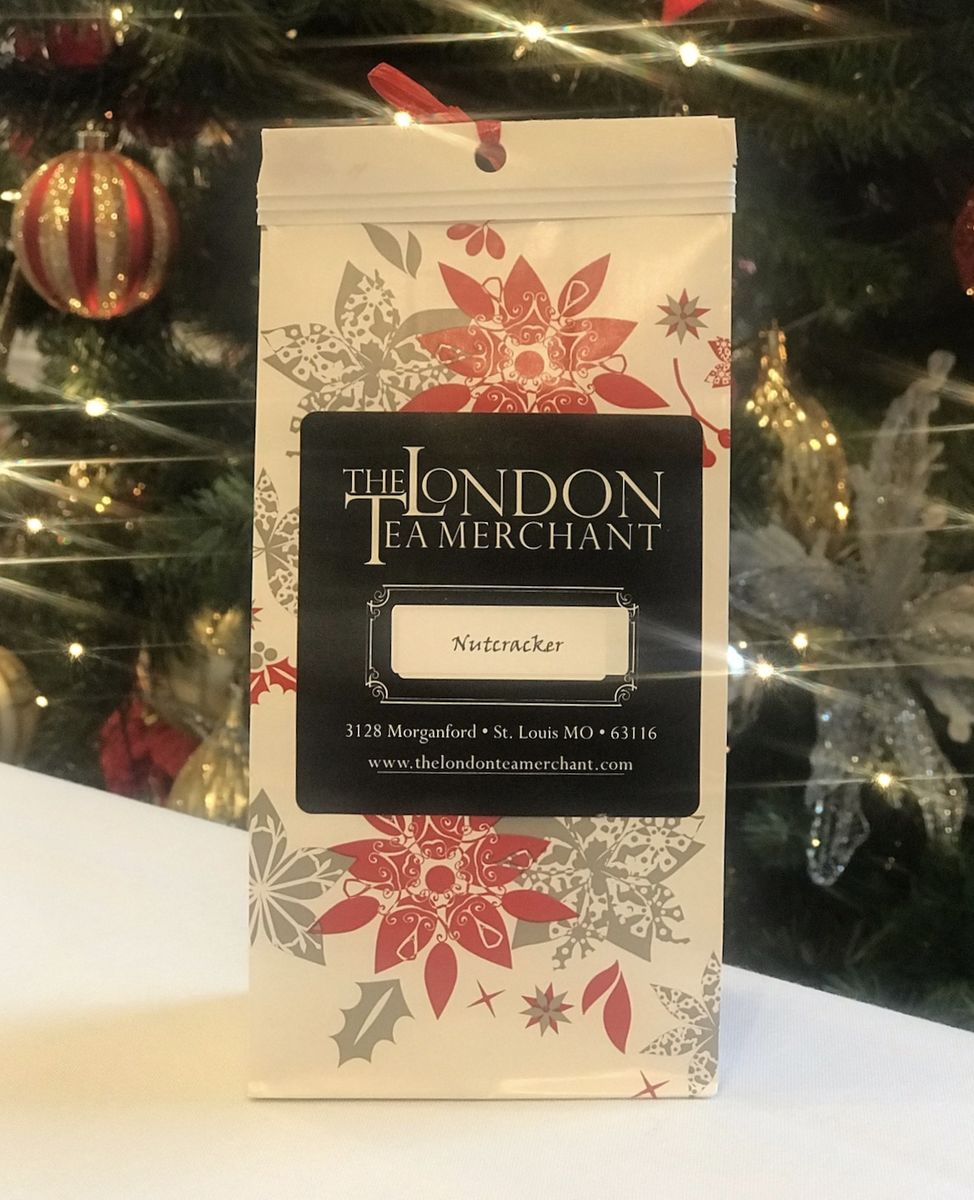 THE LONDON
TEA MERCHANT
Nutcracker
3128 Morganford • St. Louis MO • 63116
www.thelondonteamerchant.com